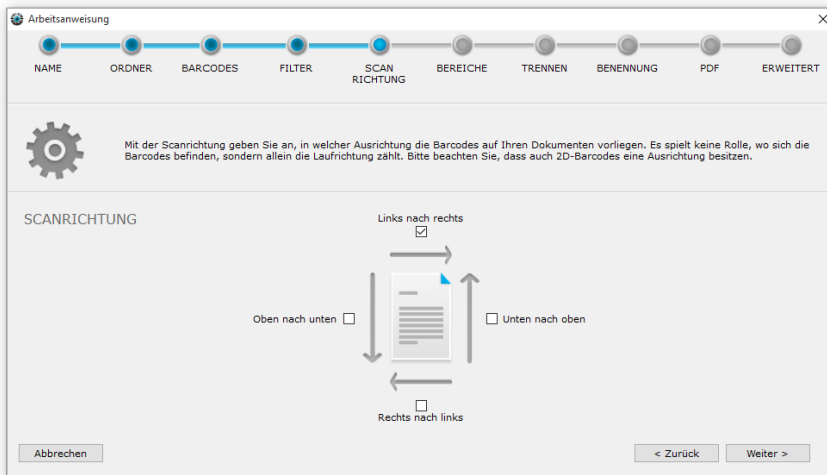 Arbeitsanweisung
NAME ORDNER BARCODES FILTER SCAN RICHTUNG BEREICHE TRENNEN BENENNUNG PDF ERWEITERT
Mit der Scanrichtung geben Sie an, in welcher Ausrichtung die Barcodes auf Ihren Dokumenten vorliegen. Es spielt keine Rolle, wo sich die
Barcodes befinden, sondern allein die Laufrichtung zählt. Bitte beachten Sie, dass auch 2D-Barcodes eine Ausrichtung besitzen.
SCANRICHTUNG
Links nach rechts
Oben nach unten
Unten nach oben
Rechts nach links
Abbrechen
< Zurück
Weiter >